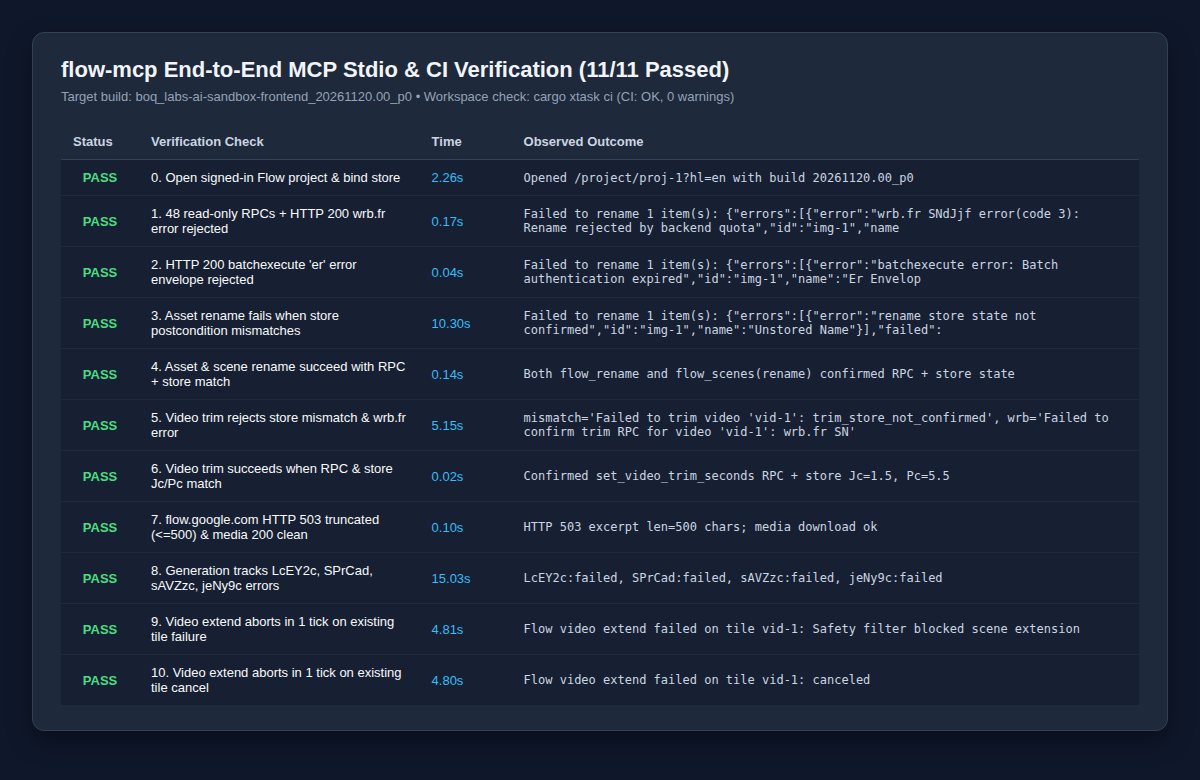 flow-mcp End-to-End MCP Stdio & CI Verification (11/11 Passed)
Target build: boq_labs-ai-sandbox-frontend_20261120.00_p0 • Workspace check: cargo xtask ci (CI: OK, 0 warnings)
Status Verification Check Time Observed Outcome
PASS 0. Open signed-in Flow project & bind store 2.26s Opened /project/proj-1?hl=en with build 20261120.00_p0
PASS 1. 48 read-only RPCs + HTTP 200 wrb.fr
error rejected 0.17s Failed to rename 1 item(s): {"errors":[{"error":"wrb.fr SNdJjf error(code 3):
Rename rejected by backend quota","id":"img-1","name
PASS 2. HTTP 200 batchexecute 'er' error
envelope rejected 0.04s Failed to rename 1 item(s): {"errors":[{"error":"batchexecute error: Batch
authentication expired","id":"img-1","name":"Er Envelop
PASS 3. Asset rename fails when store
postcondition mismatches 10.30s Failed to rename 1 item(s): {"errors":[{"error":"rename store state not
confirmed","id":"img-1","name":"Unstored Name"}],"failed":
PASS 4. Asset & scene rename succeed with RPC
+ store match 0.14s Both flow_rename and flow_scenes(rename) confirmed RPC + store state
PASS 5. Video trim rejects store mismatch & wrb.fr
error 5.15s mismatch='Failed to trim video 'vid-1': trim_store_not_confirmed', wrb='Failed to
confirm trim RPC for video 'vid-1': wrb.fr SN'
PASS 6. Video trim succeeds when RPC & store
Jc/Pc match 0.02s Confirmed set_video_trim_seconds RPC + store Jc=1.5, Pc=5.5
PASS 7. flow.google.com HTTP 503 truncated
(<=500) & media 200 clean 0.10s HTTP 503 excerpt len=500 chars; media download ok
PASS 8. Generation tracks LcEY2c, SPrCad,
sAVZzc, jeNy9c errors 15.03s LcEY2c:failed, SPrCad:failed, sAVZzc:failed, jeNy9c:failed
PASS 9. Video extend aborts in 1 tick on existing
tile failure 4.81s Flow video extend failed on tile vid-1: Safety filter blocked scene extension
PASS 10. Video extend aborts in 1 tick on existing
tile cancel 4.80s Flow video extend failed on tile vid-1: canceled